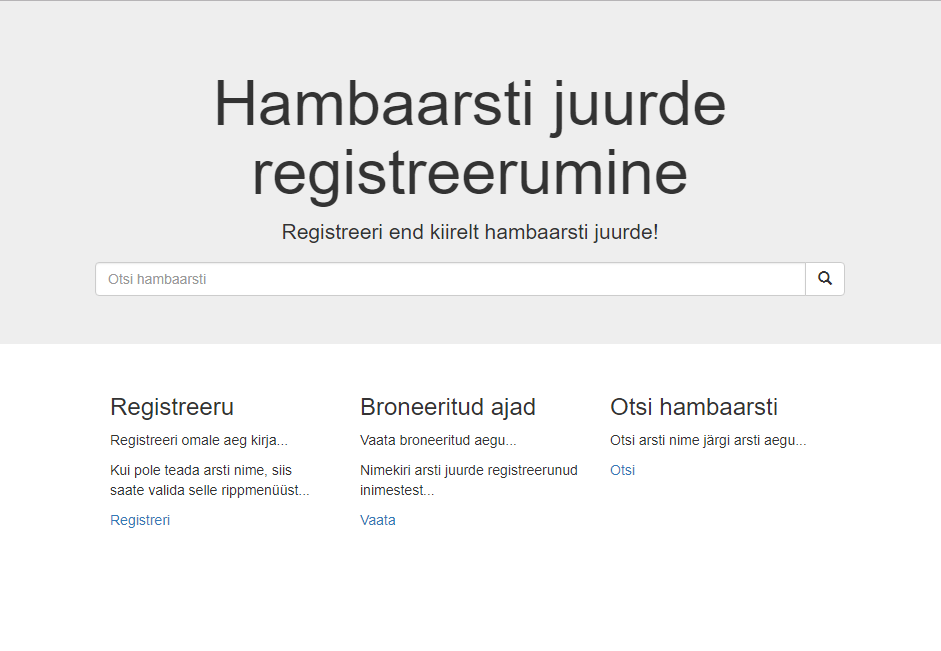 Hambaarsti juurde
registreerumine
Registreeri end kiirelt hambaarsti juurde!
Otsi hambaarsti
Registreeru
Registreeri omale aeg kirja...
Kui pole teada arsti nime, siis
saate valida selle rippmenüüst...
Registreri
Broneeritud ajad
Vaata broneeritud aegu...
Nimekiri arsti juurde registreerunud
inimestest...
Vaata
Otsi hambaarsti
Otsi arsti nime järgi arsti aegu...
Otsi